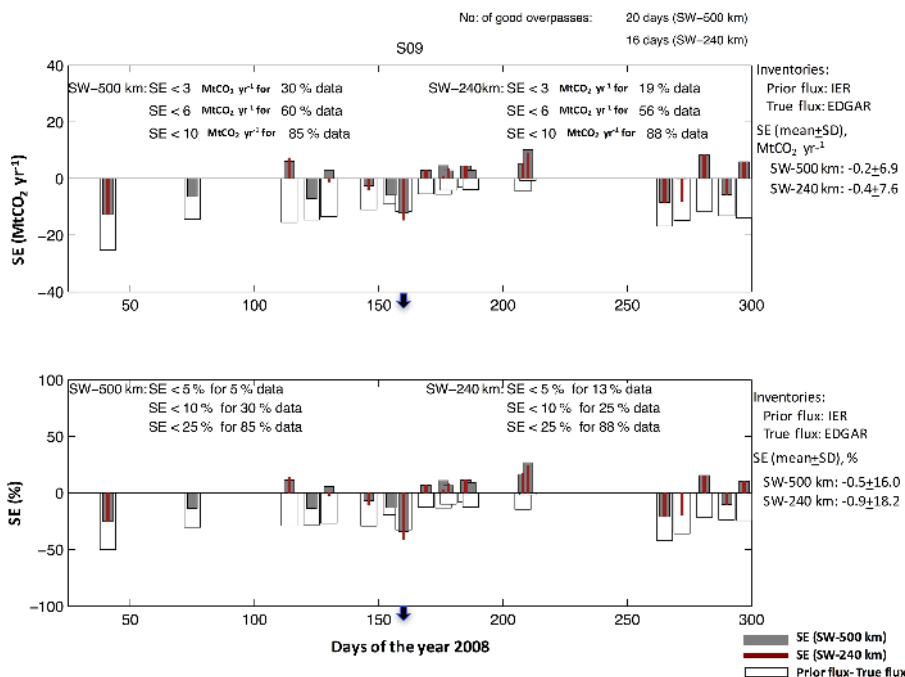 No: of good overpasses: 20 days (SW−500 km)
16 days (SW−240 km)
S09
SW−500 km: SE < 3 MtCO₂ yr⁻¹ for 30 % data
SE < 6 MtCO₂ yr⁻¹ for 60 % data
SE < 10 MtCO₂ yr⁻¹ for 85 % data
SW−240km: SE < 3 MtCO₂ yr⁻¹ for 19 % data
SE < 6 MtCO₂ yr⁻¹ for 56 % data
SE < 10 MtCO₂ yr⁻¹ for 88 % data
Inventories:
Prior flux: IER
True flux: EDGAR
SE (mean±SD),
MtCO₂ yr⁻¹
SW-500 km: -0.2±6.9
SW-240 km: -0.4±7.6
SE (MtCO₂ yr⁻¹)
40
20
0
−20
−40
50 100 150 200 250 300
SW−500 km: SE < 5 % for 5 % data
SE < 10 % for 30 % data
SE < 25 % for 85 % data
SW−240 km: SE < 5 % for 13 % data
SE < 10 % for 25 % data
SE < 25 % for 88 % data
Inventories:
Prior flux: IER
True flux: EDGAR
SE (mean±SD), %
SW-500 km: -0.5±16.0
SW-240 km: -0.9±18.2
SE (%)
100
50
0
−50
−100
50 100 150 200 250 300
Days of the year 2008
SE (SW-500 km)
SE (SW-240 km)
Prior flux- True flux